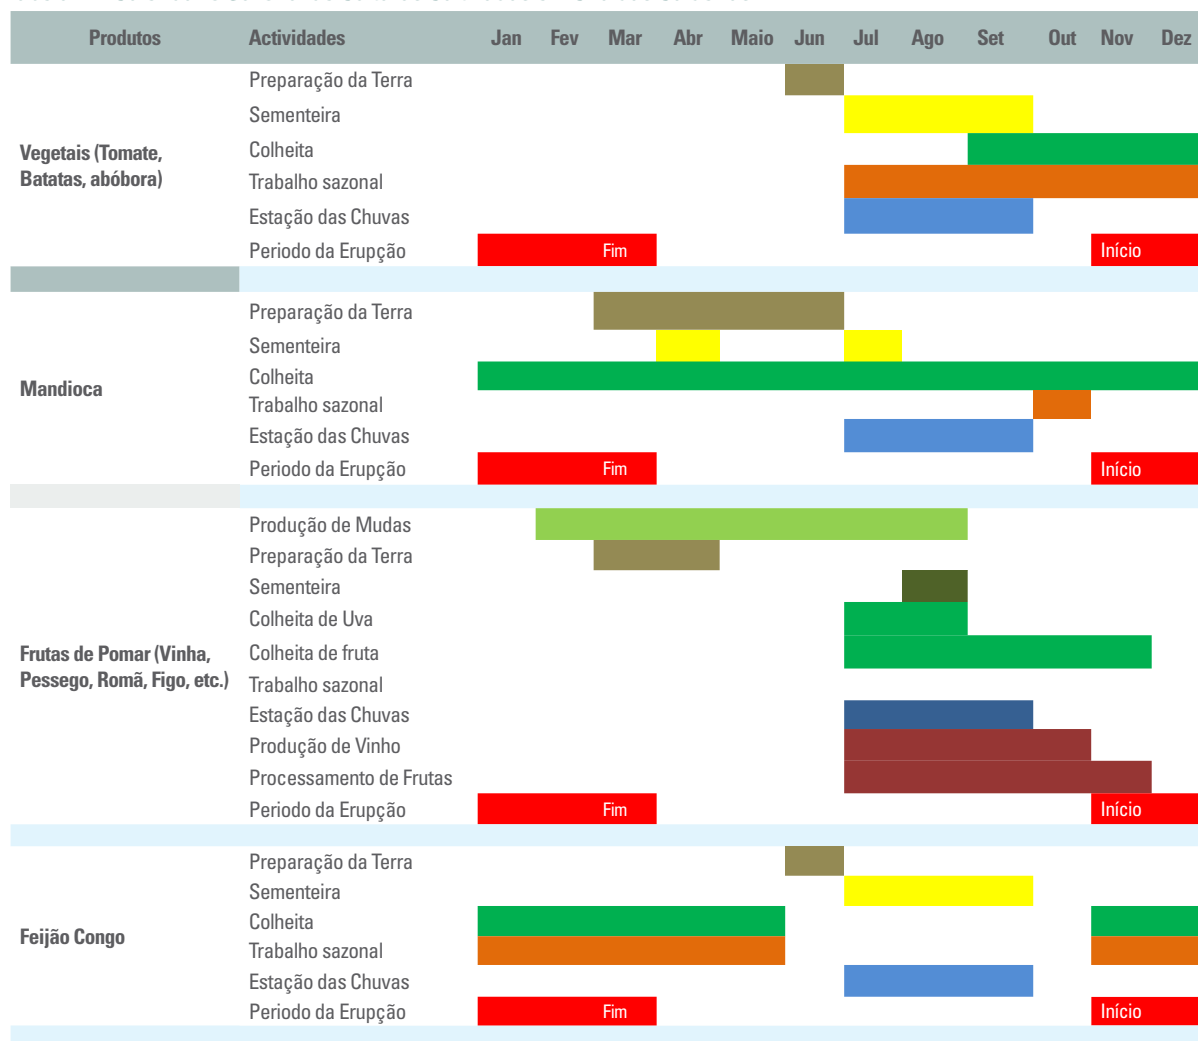 Produtos Actividades Jan Fev Mar Abr Maio Jun Jul Ago Set Out Nov Dez
Preparação da Terra
Sementeira
Vegetais (Tomate,
Batatas, abóbora)
Colheita
Trabalho sazonal
Estação das Chuvas
Periodo da Erupção Fim Início
Preparação da Terra
Sementeira
Mandioca
Colheita
Trabalho sazonal
Estação das Chuvas
Periodo da Erupção Fim Início
Produção de Mudas
Preparação da Terra
Sementeira
Colheita de Uva
Frutas de Pomar (Vinha,
Pessego, Romã, Figo, etc.)
Colheita de fruta
Trabalho sazonal
Estação das Chuvas
Produção de Vinho
Processamento de Frutas
Periodo da Erupção Fim Início
Preparação da Terra
Sementeira
Feijão Congo
Colheita
Trabalho sazonal
Estação das Chuvas
Periodo da Erupção Fim Início